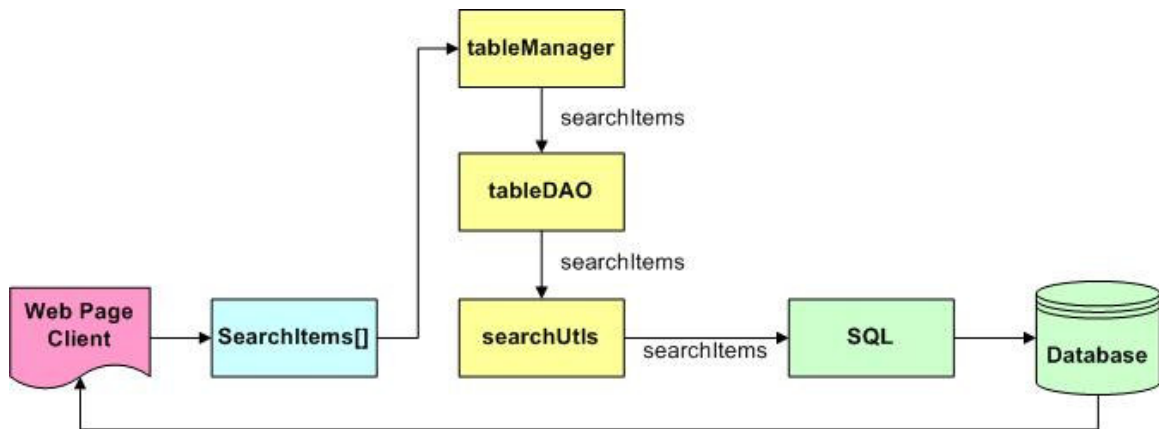 tableManager
searchItems
tableDAO
searchItems
Web Page
Client
SearchItems[]
searchUtls
searchItems
SQL
Database